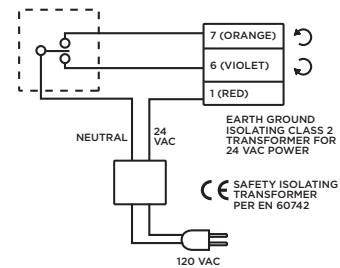 7 (ORANGE)
6 (VIOLET)
1 (RED)
NEUTRAL
24
VAC
EARTH GROUND
ISOLATING CLASS 2
TRANSFORMER FOR
24 VAC POWER
CE SAFETY ISOLATING
TRANSFORMER
PER EN 60742
120 VAC